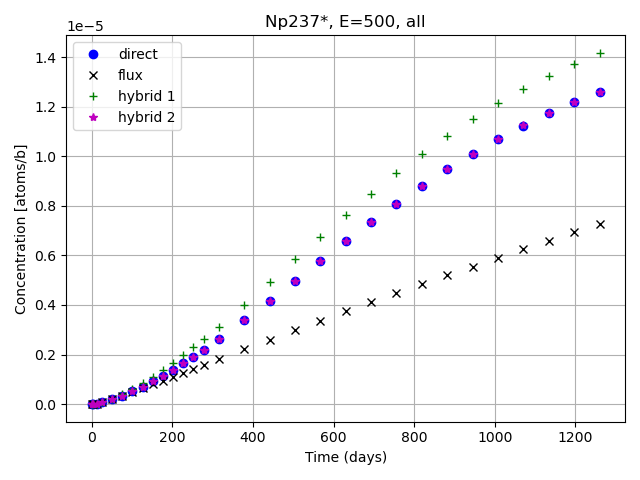 Np237*, E=500, all
1e−5
direct
flux
hybrid 1
hybrid 2
1.4
1.2
1.0
0.8
0.6
0.4
0.2
0.0
Concentration [atoms/b]
0 200 400 600 800 1000 1200
Time (days)